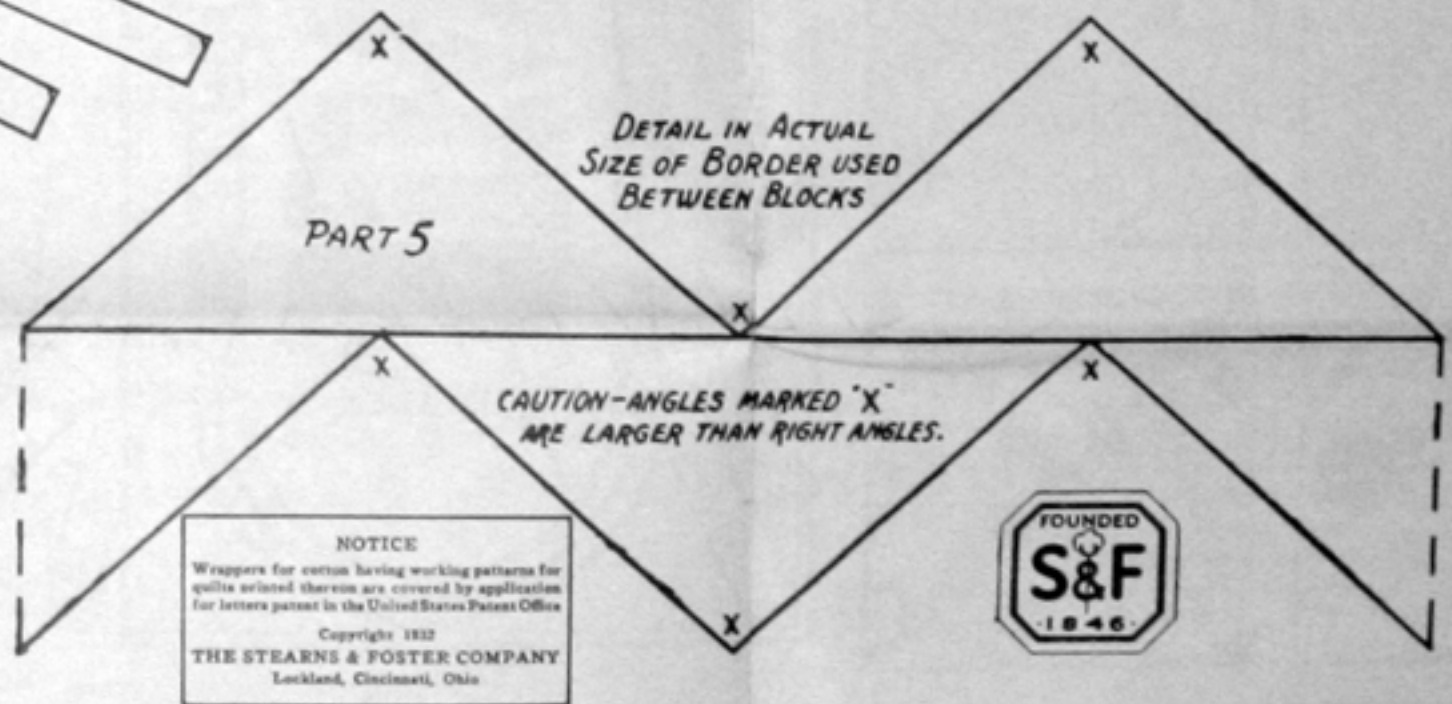 X
X
DETAIL IN ACTUAL
SIZE OF BORDER USED
BETWEEN BLOCKS
PART 5
X
X
X
CAUTION-ANGLES MARKED "X"
ARE LARGER THAN RIGHT ANGLES.
NOTICE
Wrappers for cotton having working patterns for
quilts printed thereon are covered by application
for letters patent in the United States Patent Office
Copyright 1932
THE STEARNS & FOSTER COMPANY
Lockland, Cincinnati, Ohio
FOUNDED
S&F
·1846·
X